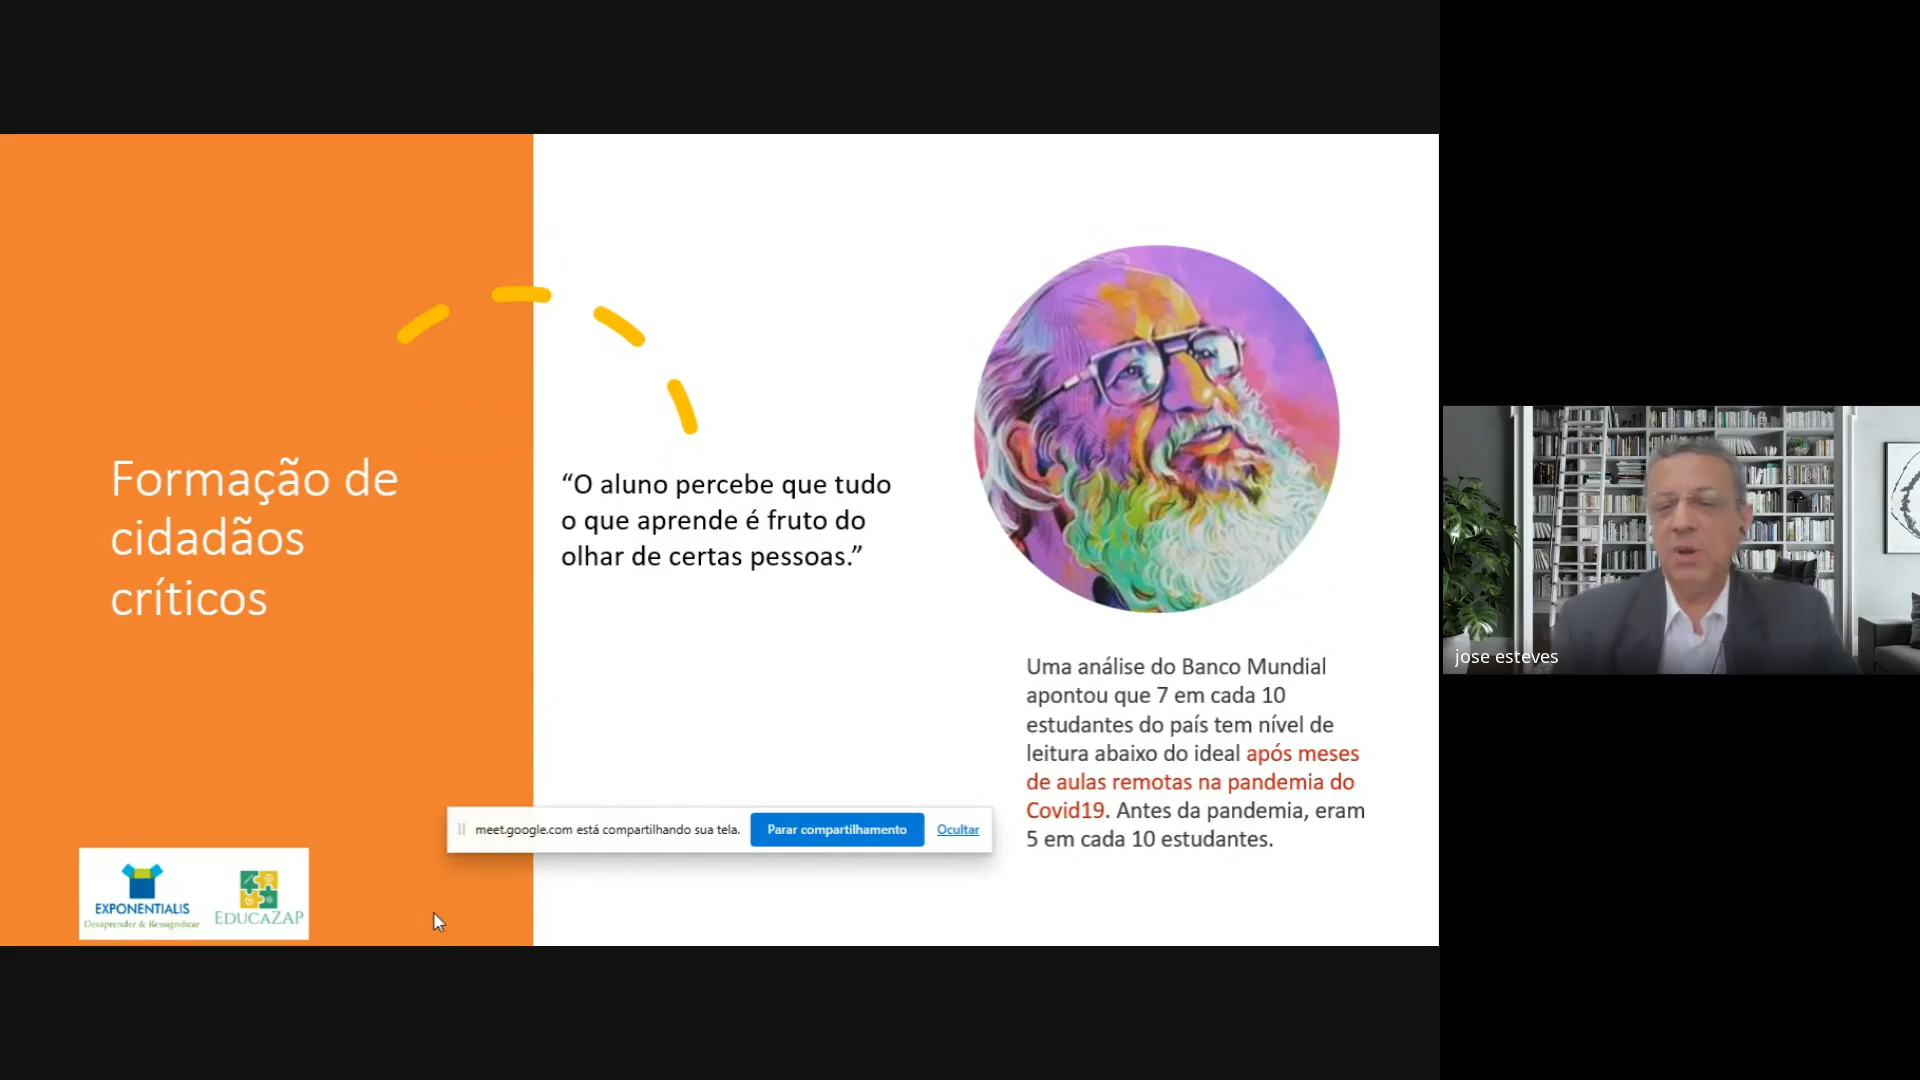 Formação de
cidadãos
críticos
“O aluno percebe que tudo
o que aprende é fruto do
olhar de certas pessoas.”
Uma análise do Banco Mundial
apontou que 7 em cada 10
estudantes do país tem nível de
leitura abaixo do ideal após meses
de aulas remotas na pandemia do
Covid19. Antes da pandemia, eram
5 em cada 10 estudantes.
meet.google.com está compartilhando sua tela. Parar compartilhamento Ocultar
EXPONENTIALIS
Desaprender & Ressignificar
EDUCAZAP
jose esteves